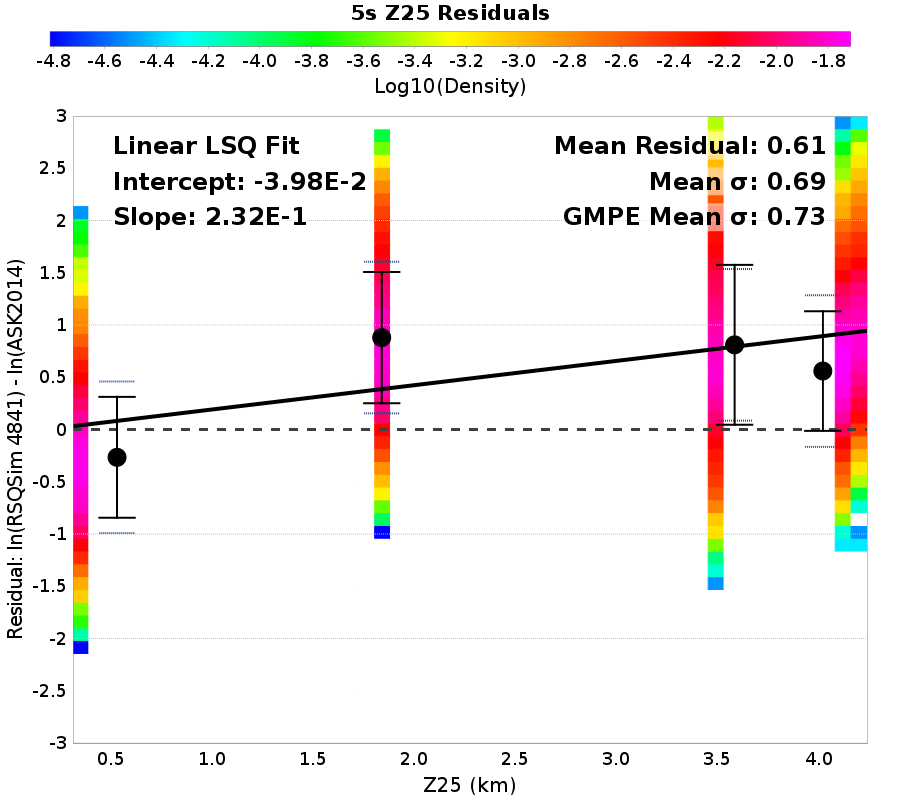 5s Z25 Residuals
-4.8 -4.6 -4.4 -4.2 -4.0 -3.8 -3.6 -3.4 -3.2 -3.0 -2.8 -2.6 -2.4 -2.2 -2.0 -1.8
Log10(Density)
Linear LSQ Fit
Intercept: -3.98E-2
Slope: 2.32E-1
Mean Residual: 0.61
Mean σ: 0.69
GMPE Mean σ: 0.73
Residual: ln(RSQSim 4841) - ln(ASK2014)
3
2.5
2
1.5
1
0.5
0
-0.5
-1
-1.5
-2
-2.5
-3
0.5 1.0 1.5 2.0 2.5 3.0 3.5 4.0
Z25 (km)